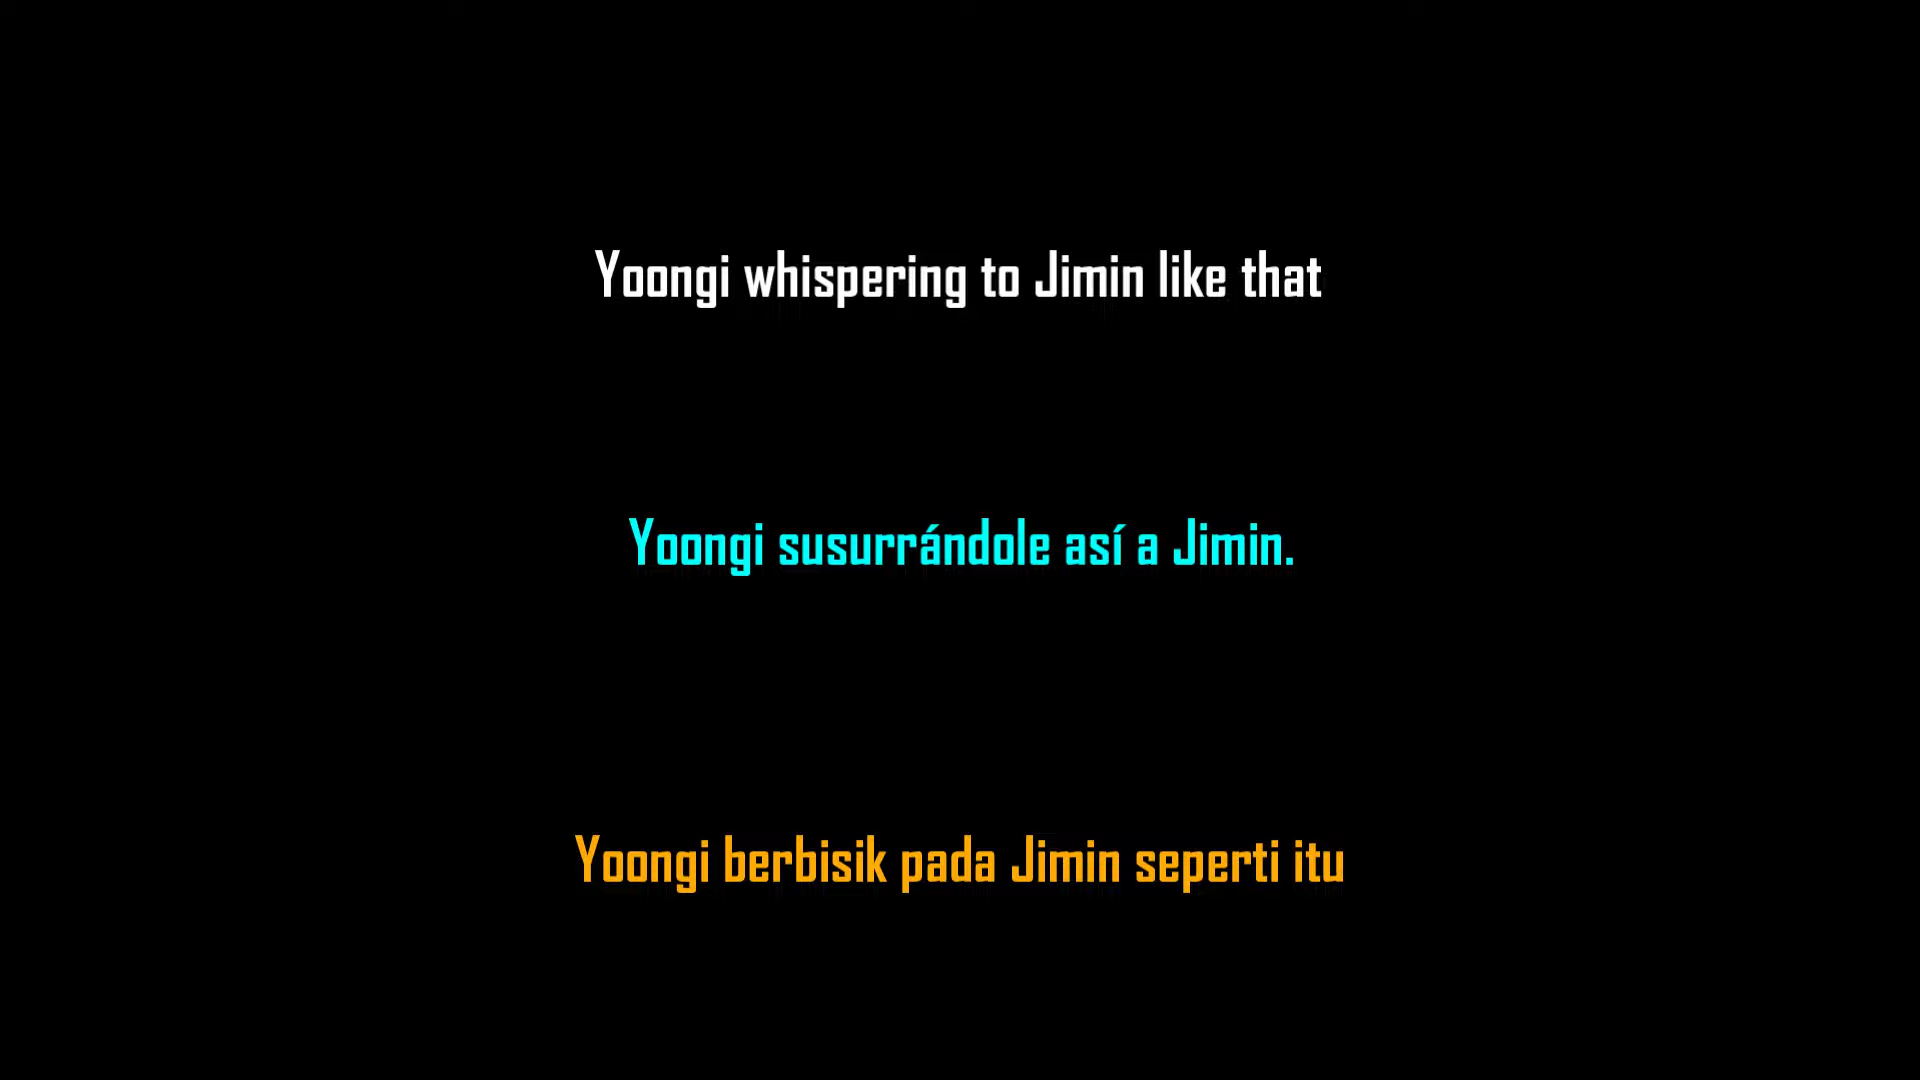 Yoongi whispering to Jimin like that
Yoongi susurrándole así a Jimin.
Yoongi berbisik pada Jimin seperti itu